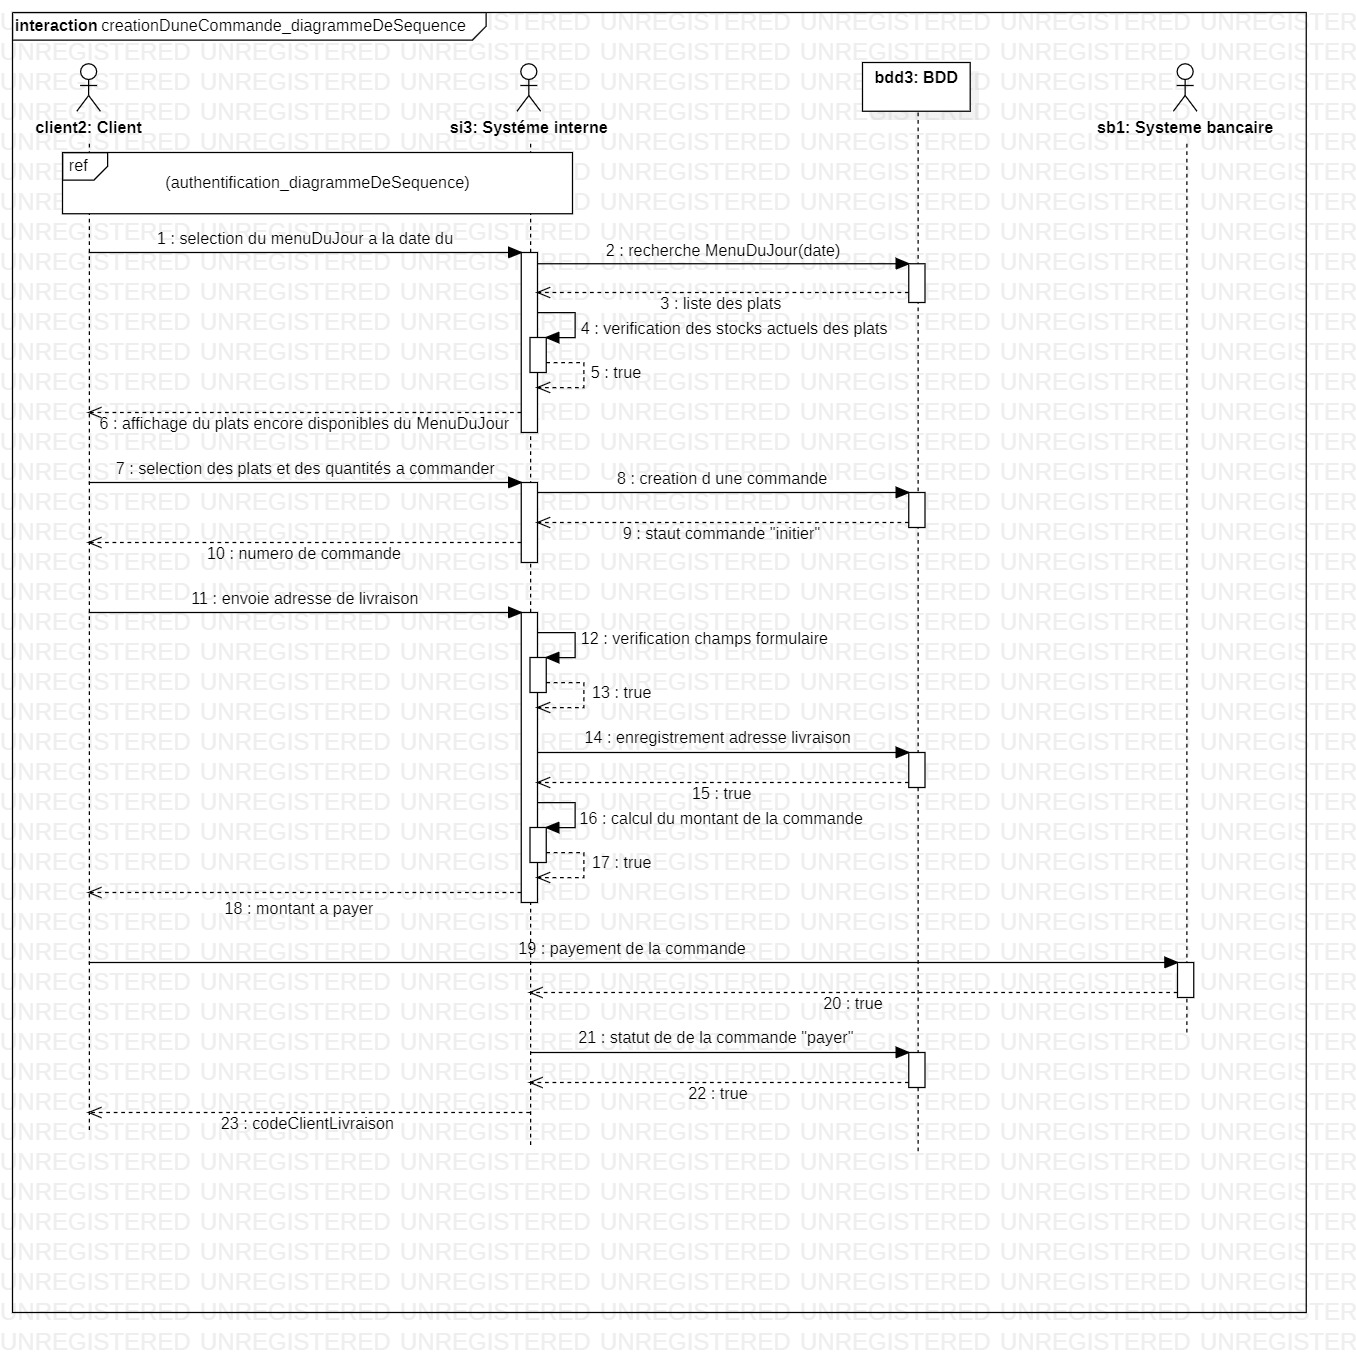 interaction creationDuneCommande_diagrammeDeSequence
client2: Client
si3: Systéme interne
bdd3: BDD
sb1: Systeme bancaire
ref
(authentification_diagrammeDeSequence)
1 : selection du menuDuJour a la date du
2 : recherche MenuDuJour(date)
3 : liste des plats
4 : verification des stocks actuels des plats
5 : true
6 : affichage du plats encore disponibles du MenuDuJour
7 : selection des plats et des quantités a commander
8 : creation d une commande
9 : staut commande "initier"
10 : numero de commande
11 : envoie adresse de livraison
12 : verification champs formulaire
13 : true
14 : enregistrement adresse livraison
15 : true
16 : calcul du montant de la commande
17 : true
18 : montant a payer
19 : payement de la commande
20 : true
21 : statut de de la commande "payer"
22 : true
23 : codeClientLivraison
UNREGISTERED